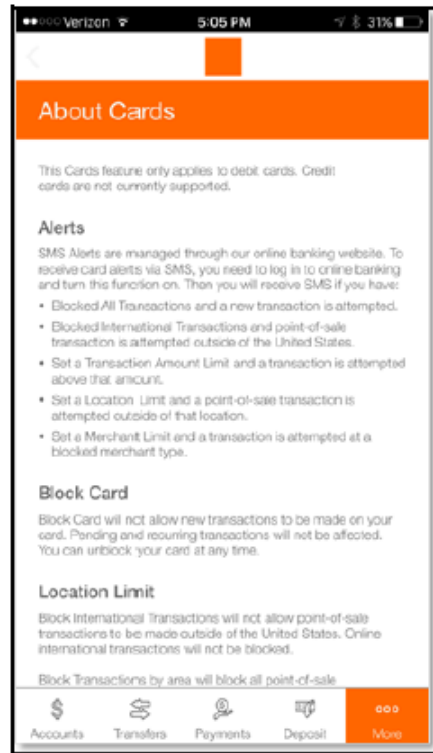 Verizon 5:05 PM 31%
About Cards
This Cards feature only applies to debit cards. Credit
cards are not currently supported.
Alerts
SMS Alerts are managed through our online banking website. To
receive card alerts via SMS, you need to log in to online banking
and turn this function on. Then you will receive SMS if you have:
• Blocked All Transactions and a new transaction is attempted.
• Blocked International Transactions and point-of-sale
transaction is attempted outside of the United States.
• Set a Transaction Amount Limit and a transaction is attempted
above that amount.
• Set a Location Limit and a point-of-sale transaction is
attempted outside of that location.
• Set a Merchant Limit and a transaction is attempted at a
blocked merchant type.
Block Card
Block Card will not allow new transactions to be made on your
card. Pending and recurring transactions will not be affected.
You can unblock your card at any time.
Location Limit
Block International Transactions will not allow point-of-sale
transactions to be made outside of the United States. Online
international transactions will not be blocked.
Block Transactions by area will block all point-of-sale
Accounts Transfers Payments Deposit More